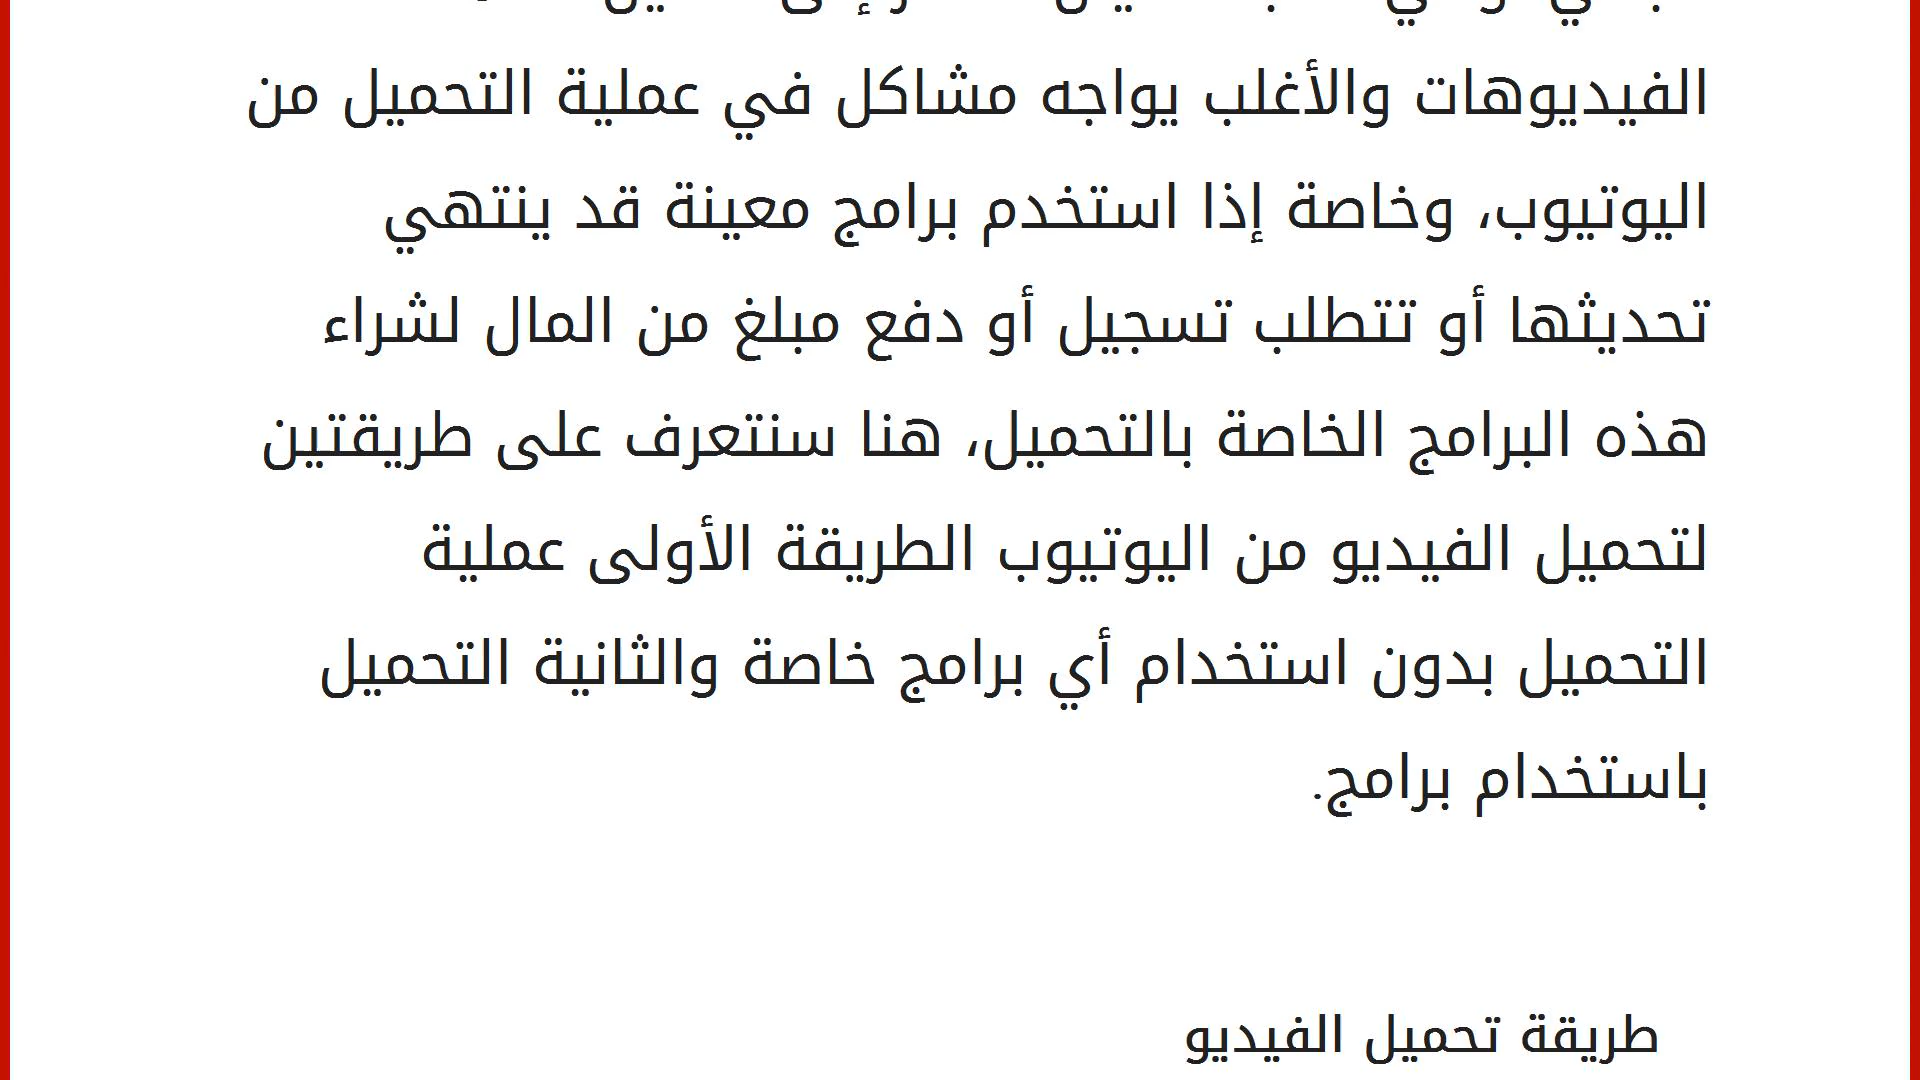 الفيديوهات والأغلب يواجه مشاكل في عملية التحميل من
اليوتيوب، وخاصة إذا استخدم برامج معينة قد ينتهي
تحديثها أو تتطلب تسجيل أو دفع مبلغ من المال لشراء
هذه البرامج الخاصة بالتحميل، هنا سنتعرف على طريقتين
لتحميل الفيديو من اليوتيوب الطريقة الأولى عملية
التحميل بدون استخدام أي برامج خاصة والثانية التحميل
باستخدام برامج.
طريقة تحميل الفيديو